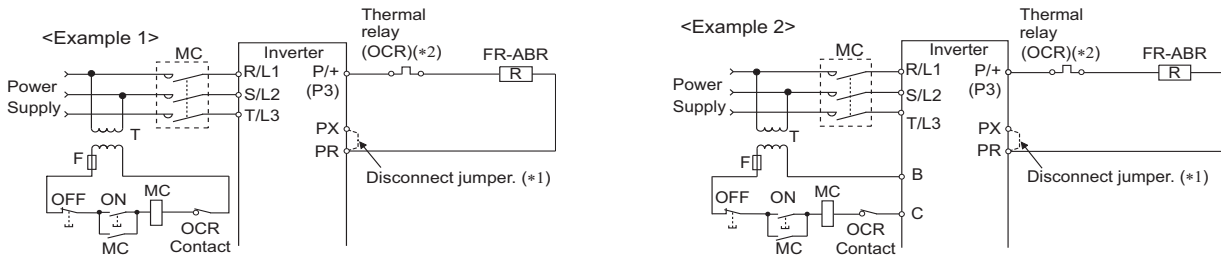 <Example 1>
MC
Inverter
Thermal
relay
(OCR)(*2)
FR-ABR
Power
Supply
R/L1
S/L2
T/L3
P/+
(P3)
R
PX
PR
T
F
Disconnect jumper. (*1)
OFF
ON
MC
MC
OCR
Contact
<Example 2>
MC
Inverter
Thermal
relay
(OCR)(*2)
FR-ABR
Power
Supply
R/L1
S/L2
T/L3
P/+
(P3)
R
PX
PR
T
F
B
Disconnect jumper. (*1)
OFF
ON
MC
C
MC
OCR
Contact